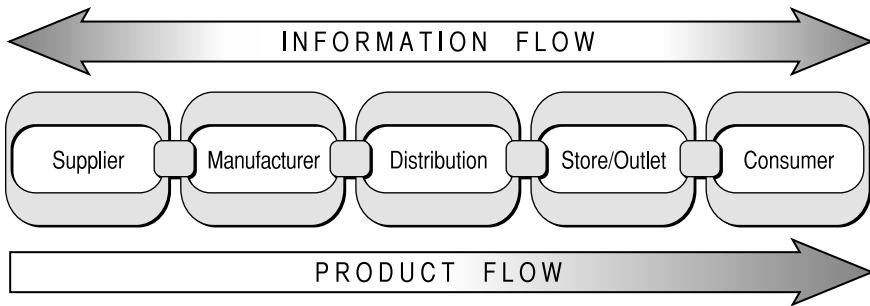 INFORMATION FLOW
Supplier Manufacturer Distribution Store/Outlet Consumer
PRODUCT FLOW